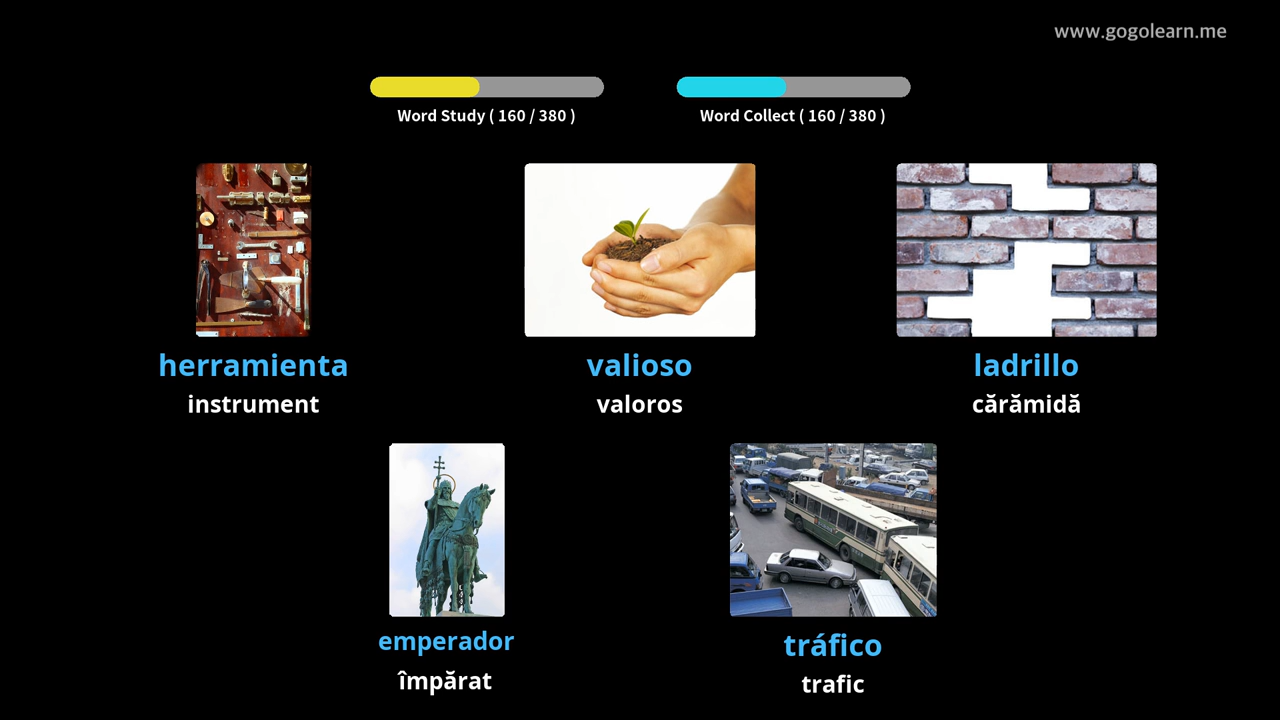 www.gogolearn.me
Word Study ( 160 / 380 )
Word Collect ( 160 / 380 )
herramienta
instrument
valioso
valoros
ladrillo
cărămidă
emperador
împărat
tráfico
trafic